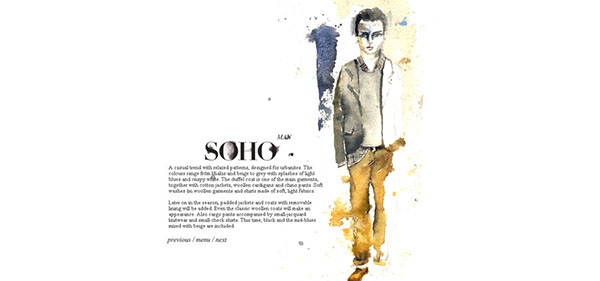 MAN
SOHO
A casual trend with relaxed patterns, designed for urbanites. The
colours range from khakis and beige to grey with splashes of light
blues and crispy white. The duffel coat is one of the main garments,
together with cotton jackets, woollen cardigans and chino pants. Soft
washes on woollen garments and shirts made of soft, light fabrics.
Later on in the season, padded jackets and coats with removable
lining will be added. Even the classic woollen coats will make an
appearance. Also cargo pants accompanied by small-jacquard
knitwear and small-check shirts. This time, black and the mid-blues
mixed with beige are included.
previous / menu / next